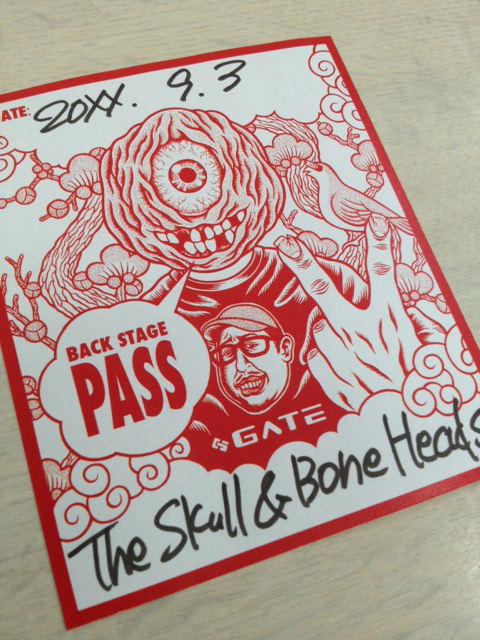 ATE: 20XX. 9.3
BACK STAGE
PASS
GATE
The Skull & Bone Heads